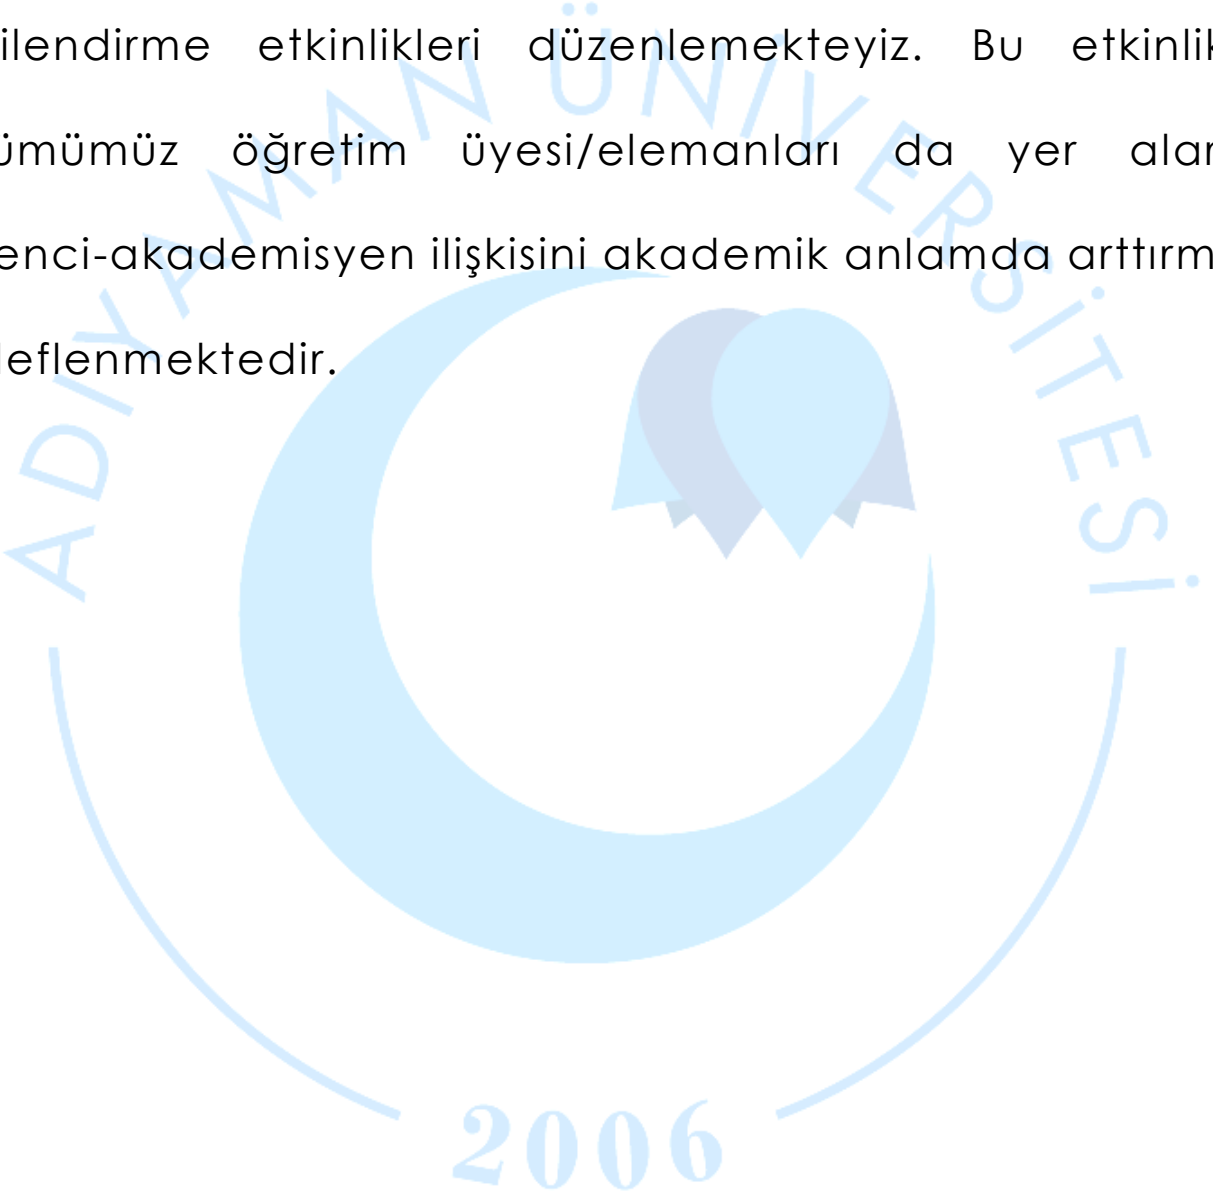 ilendirme etkinlikleri düzenlemekteyiz. Bu etkinlik
ümümüz öğretim üyesi/elemanları da yer alar
enci-akademisyen ilişkisini akademik anlamda arttırm
leflenmektedir.
ADIYAMAN ÜNİVERSİTESİ
2006